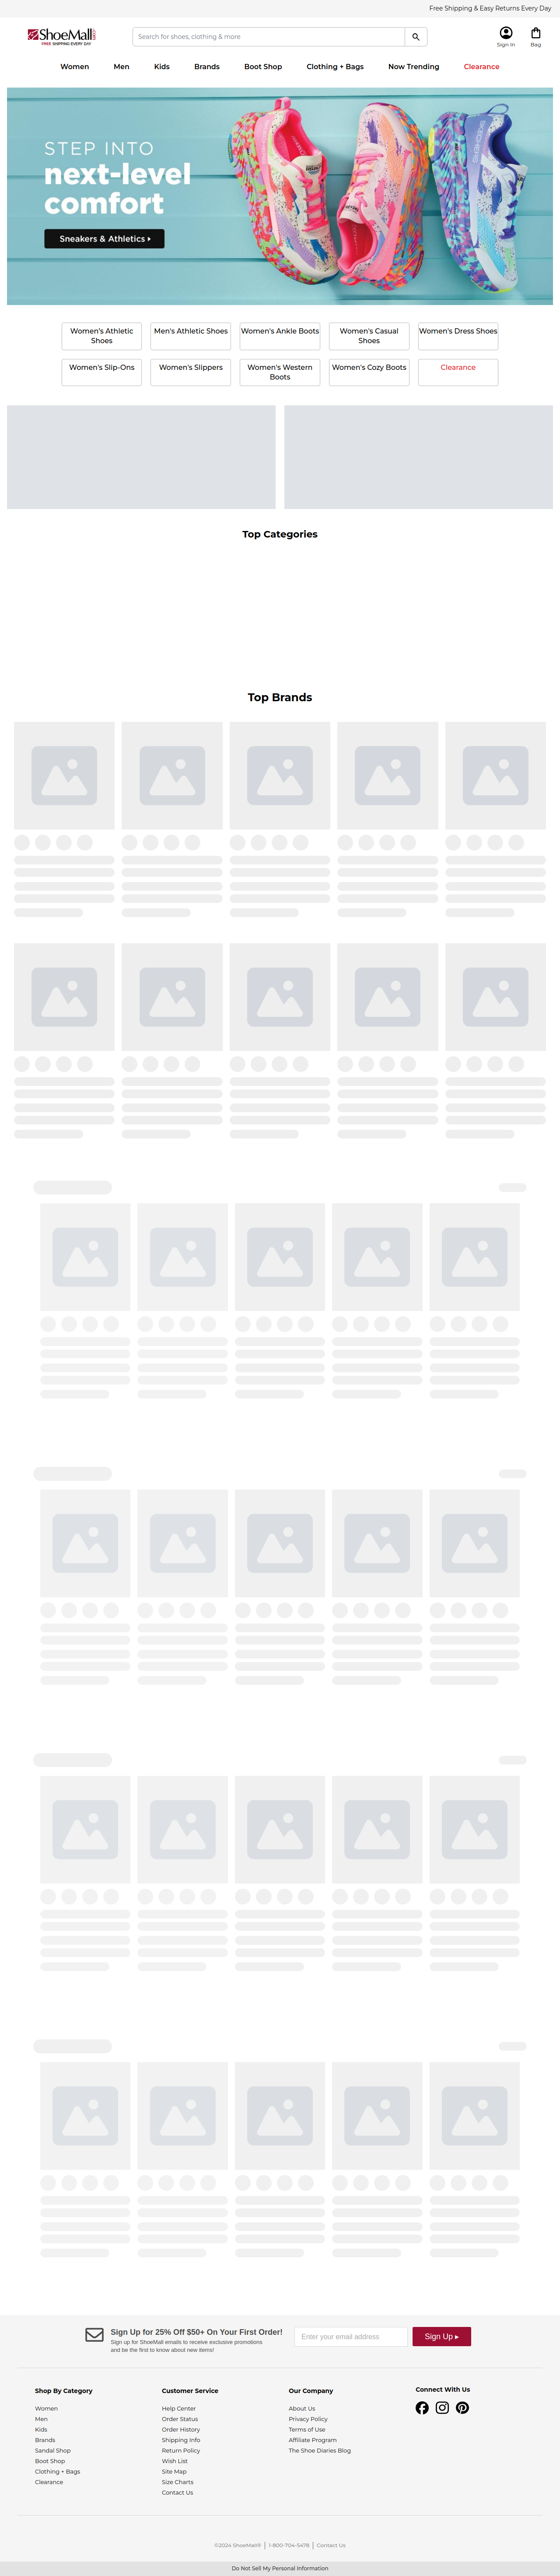 Free Shipping & Easy Returns Every Day
ShoeMall
FREE SHIPPING EVERY DAY
Search for shoes, clothing & more
Sign In
Bag
Women
Men
Kids
Brands
Boot Shop
Clothing + Bags
Now Trending
Clearance
STEP INTO
next-level
comfort
Sneakers & Athletics
Women's Athletic
Shoes
Men's Athletic Shoes
Women's Ankle Boots
Women's Casual
Shoes
Women's Dress Shoes
Women's Slip-Ons
Women's Slippers
Women's Western
Boots
Women's Cozy Boots
Clearance
Top Categories
Top Brands
Sign Up for 25% Off $50+ On Your First Order!
Sign up for ShoeMall emails to receive exclusive promotions
and be the first to know about new items!
Enter your email address
Sign Up ▸
Shop By Category
Women
Men
Kids
Brands
Sandal Shop
Boot Shop
Clothing + Bags
Clearance
Customer Service
Help Center
Order Status
Order History
Shipping Info
Return Policy
Wish List
Site Map
Size Charts
Contact Us
Our Company
About Us
Privacy Policy
Terms of Use
Affiliate Program
The Shoe Diaries Blog
Connect With Us
©2024 ShoeMall® | 1-800-704-5478 | Contact Us
Do Not Sell My Personal Information